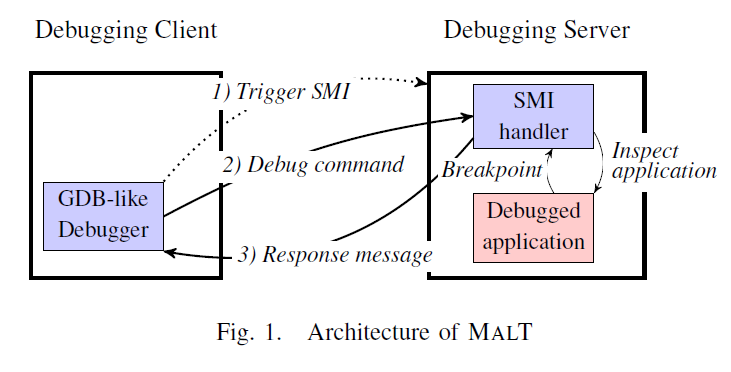 Debugging Client
Debugging Server
1) Trigger SMI
SMI
handler
2) Debug command
Breakpoint
Inspect
application
GDB-like
Debugger
Debugged
application
3) Response message
Fig. 1. Architecture of MALT